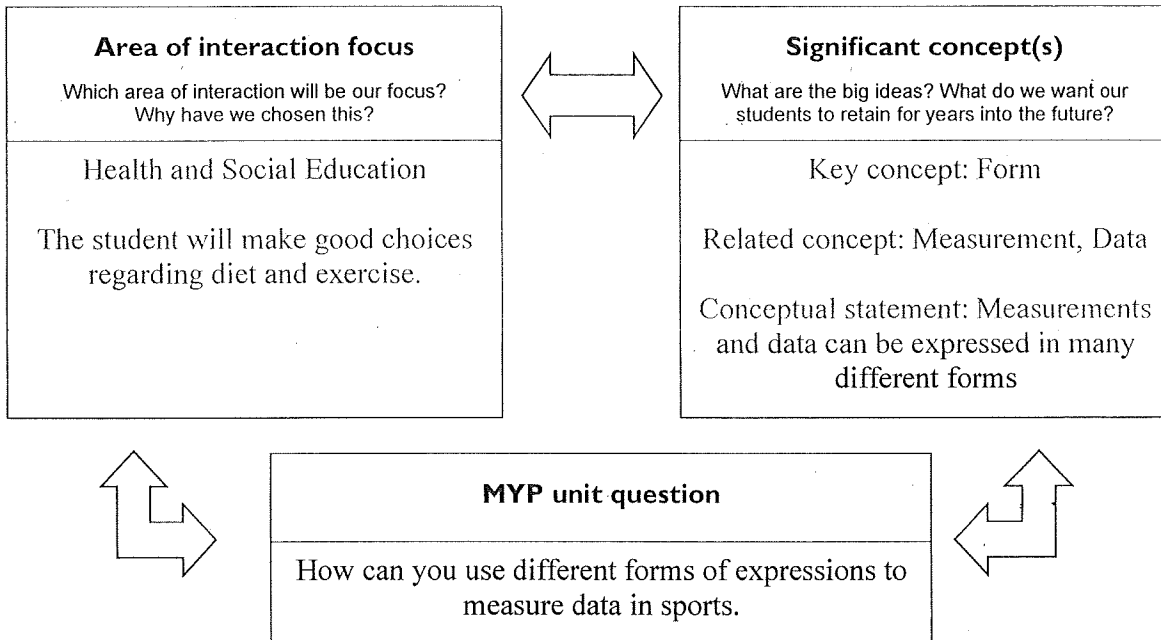 Area of interaction focus
Which area of interaction will be our focus?
Why have we chosen this?
Health and Social Education
The student will make good choices
regarding diet and exercise.
Significant concept(s)
What are the big ideas? What do we want our
students to retain for years into the future?
Key concept: Form
Related concept: Measurement, Data
Conceptual statement: Measurements
and data can be expressed in many
different forms
MYP unit question
How can you use different forms of expressions to
measure data in sports.